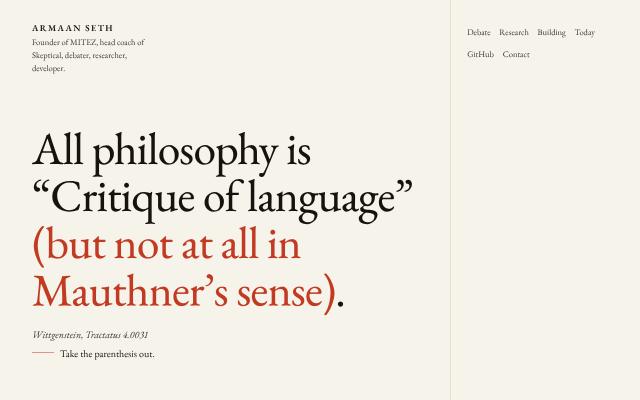 ARMAAN SETH
Founder of MITEZ, head coach of
Skeptical, debater, researcher,
developer.
Debate Research Building Today
GitHub Contact
All philosophy is
“Critique of language”
(but not at all in
Mauthner’s sense).
Wittgenstein, Tractatus 4.0031
Take the parenthesis out.